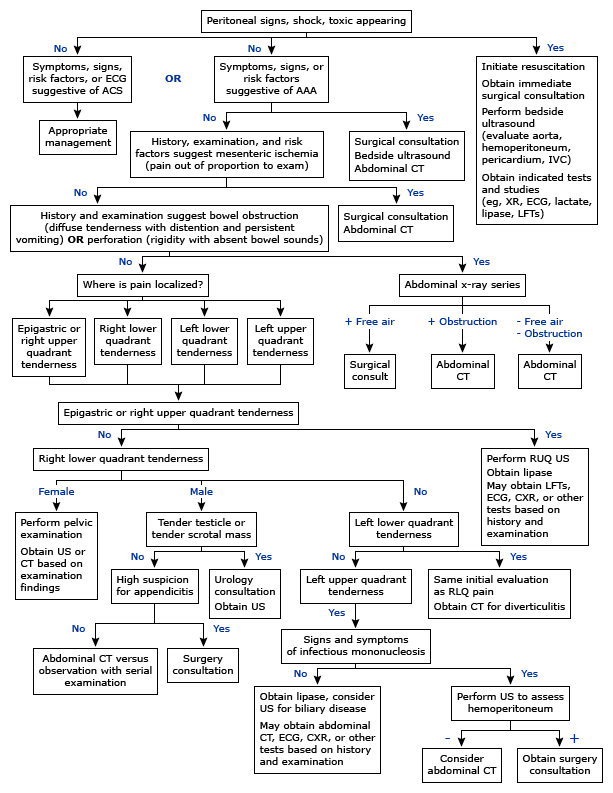 Peritoneal signs, shock, toxic appearing
No
No
Yes
Symptoms, signs,
risk factors, or ECG
suggestive of ACS
OR
Symptoms, signs, or
risk factors
suggestive of AAA
Initiate resuscitation
Obtain immediate
surgical consultation
Perform bedside
ultrasound
(evaluate aorta,
hemoperitoneum,
pericardium, IVC)
Obtain indicated tests
and studies
(eg, XR, ECG, lactate,
lipase, LFTs)
Appropriate
management
No
Yes
History, examination, and risk
factors suggest mesenteric ischemia
(pain out of proportion to exam)
Surgical consultation
Bedside ultrasound
Abdominal CT
No
Yes
History and examination suggest bowel obstruction
(diffuse tenderness with distention and persistent
vomiting) OR perforation (rigidity with absent bowel sounds)
Surgical consultation
Abdominal CT
No
Yes
Where is pain localized?
Abdominal x-ray series
Epigastric or
right upper
quadrant
tenderness
Right lower
quadrant
tenderness
Left lower
quadrant
tenderness
Left upper
quadrant
tenderness
+ Free air
+ Obstruction
- Free air
- Obstruction
Surgical
consult
Abdominal
CT
Abdominal
CT
Epigastric or right upper quadrant tenderness
No
Yes
Right lower quadrant tenderness
Perform RUQ US
Obtain lipase
May obtain LFTs,
ECG, CXR, or other
tests based on
history and
examination
Female
Male
No
Perform pelvic
examination
Obtain US or
CT based on
examination
findings
Tender testicle or
tender scrotal mass
Left lower quadrant
tenderness
No
Yes
No
Yes
High suspicion
for appendicitis
Urology
consultation
Obtain US
Left upper quadrant
tenderness
Same initial evaluation
as RLQ pain
Obtain CT for diverticulitis
No
Yes
Yes
Abdominal CT versus
observation with serial
examination
Surgery
consultation
Signs and symptoms
of infectious mononucleosis
No
Yes
Obtain lipase, consider
US for biliary disease
May obtain abdominal
CT, ECG, CXR, or other
tests based on history
and examination
Perform US to assess
hemoperitoneum
-
+
Consider
abdominal CT
Obtain surgery
consultation